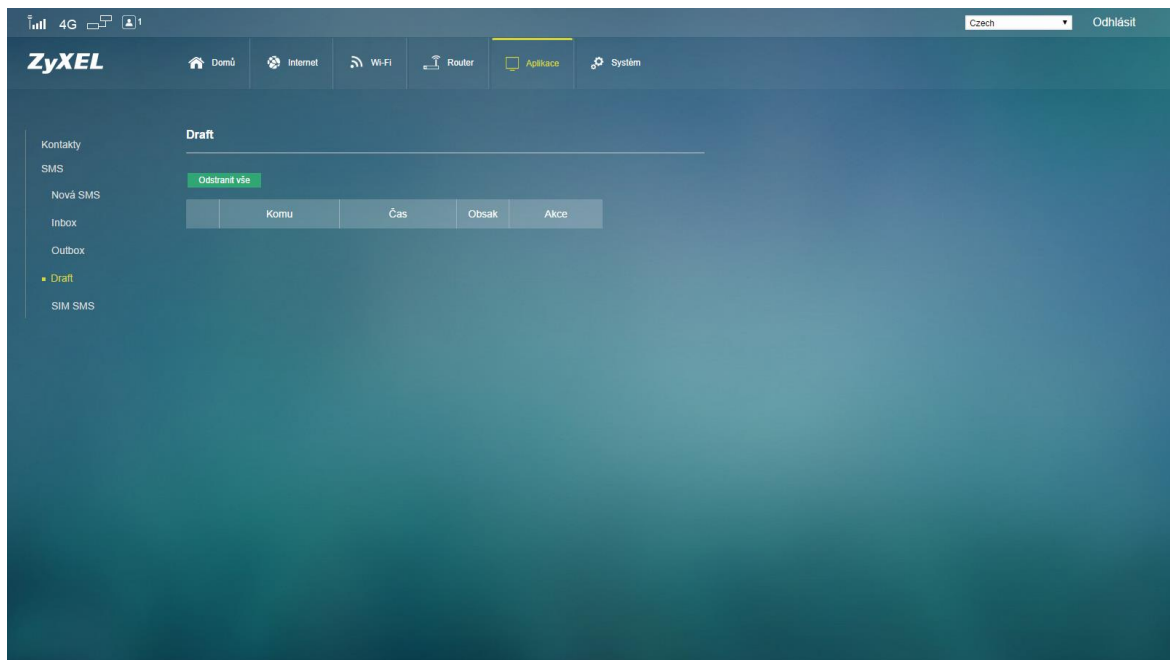 4G 1 Czech Odhlásit
ZyXEL Domů Internet Wi-Fi Router Aplikace Systém
Draft
Kontakty
SMS
Odstranit vše
Nová SMS
Komu Čas Obsak Akce
Inbox
Outbox
Draft
SIM SMS